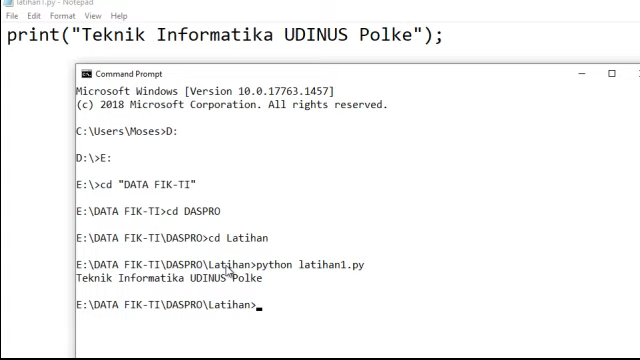 latihan1.py - Notepad
File Edit Format View Help
print("Teknik Informatika UDINUS Polke");
Command Prompt
Microsoft Windows [Version 10.0.17763.1457]
(c) 2018 Microsoft Corporation. All rights reserved.
C:\Users\Moses>D:
D:\>E:
E:\>cd "DATA FIK-TI"
E:\DATA FIK-TI>cd DASPRO
E:\DATA FIK-TI\DASPRO>cd Latihan
E:\DATA FIK-TI\DASPRO\Latihan>python latihan1.py
Teknik Informatika UDINUS Polke
E:\DATA FIK-TI\DASPRO\Latihan>